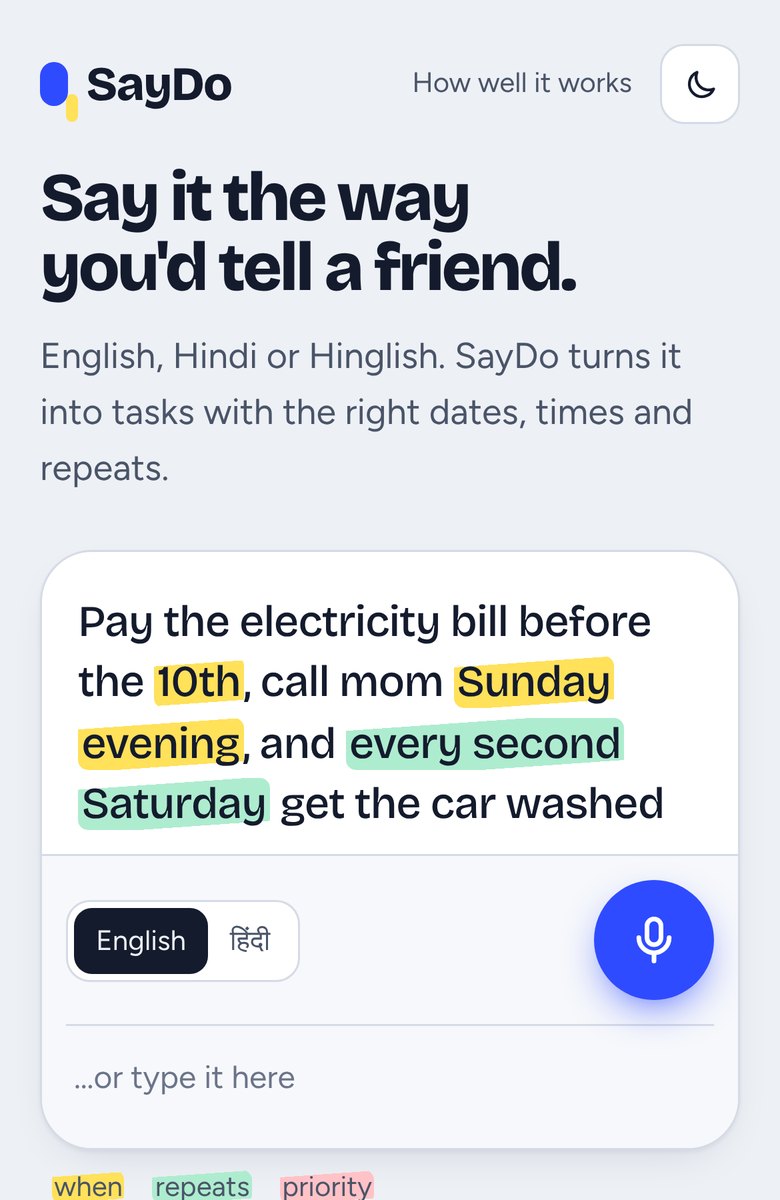 SayDo
How well it works
Say it the way
you'd tell a friend.
English, Hindi or Hinglish. SayDo turns it
into tasks with the right dates, times and
repeats.
Pay the electricity bill before
the 10th, call mom Sunday
evening, and every second
Saturday get the car washed
English
हिंदी
...or type it here
when repeats priority